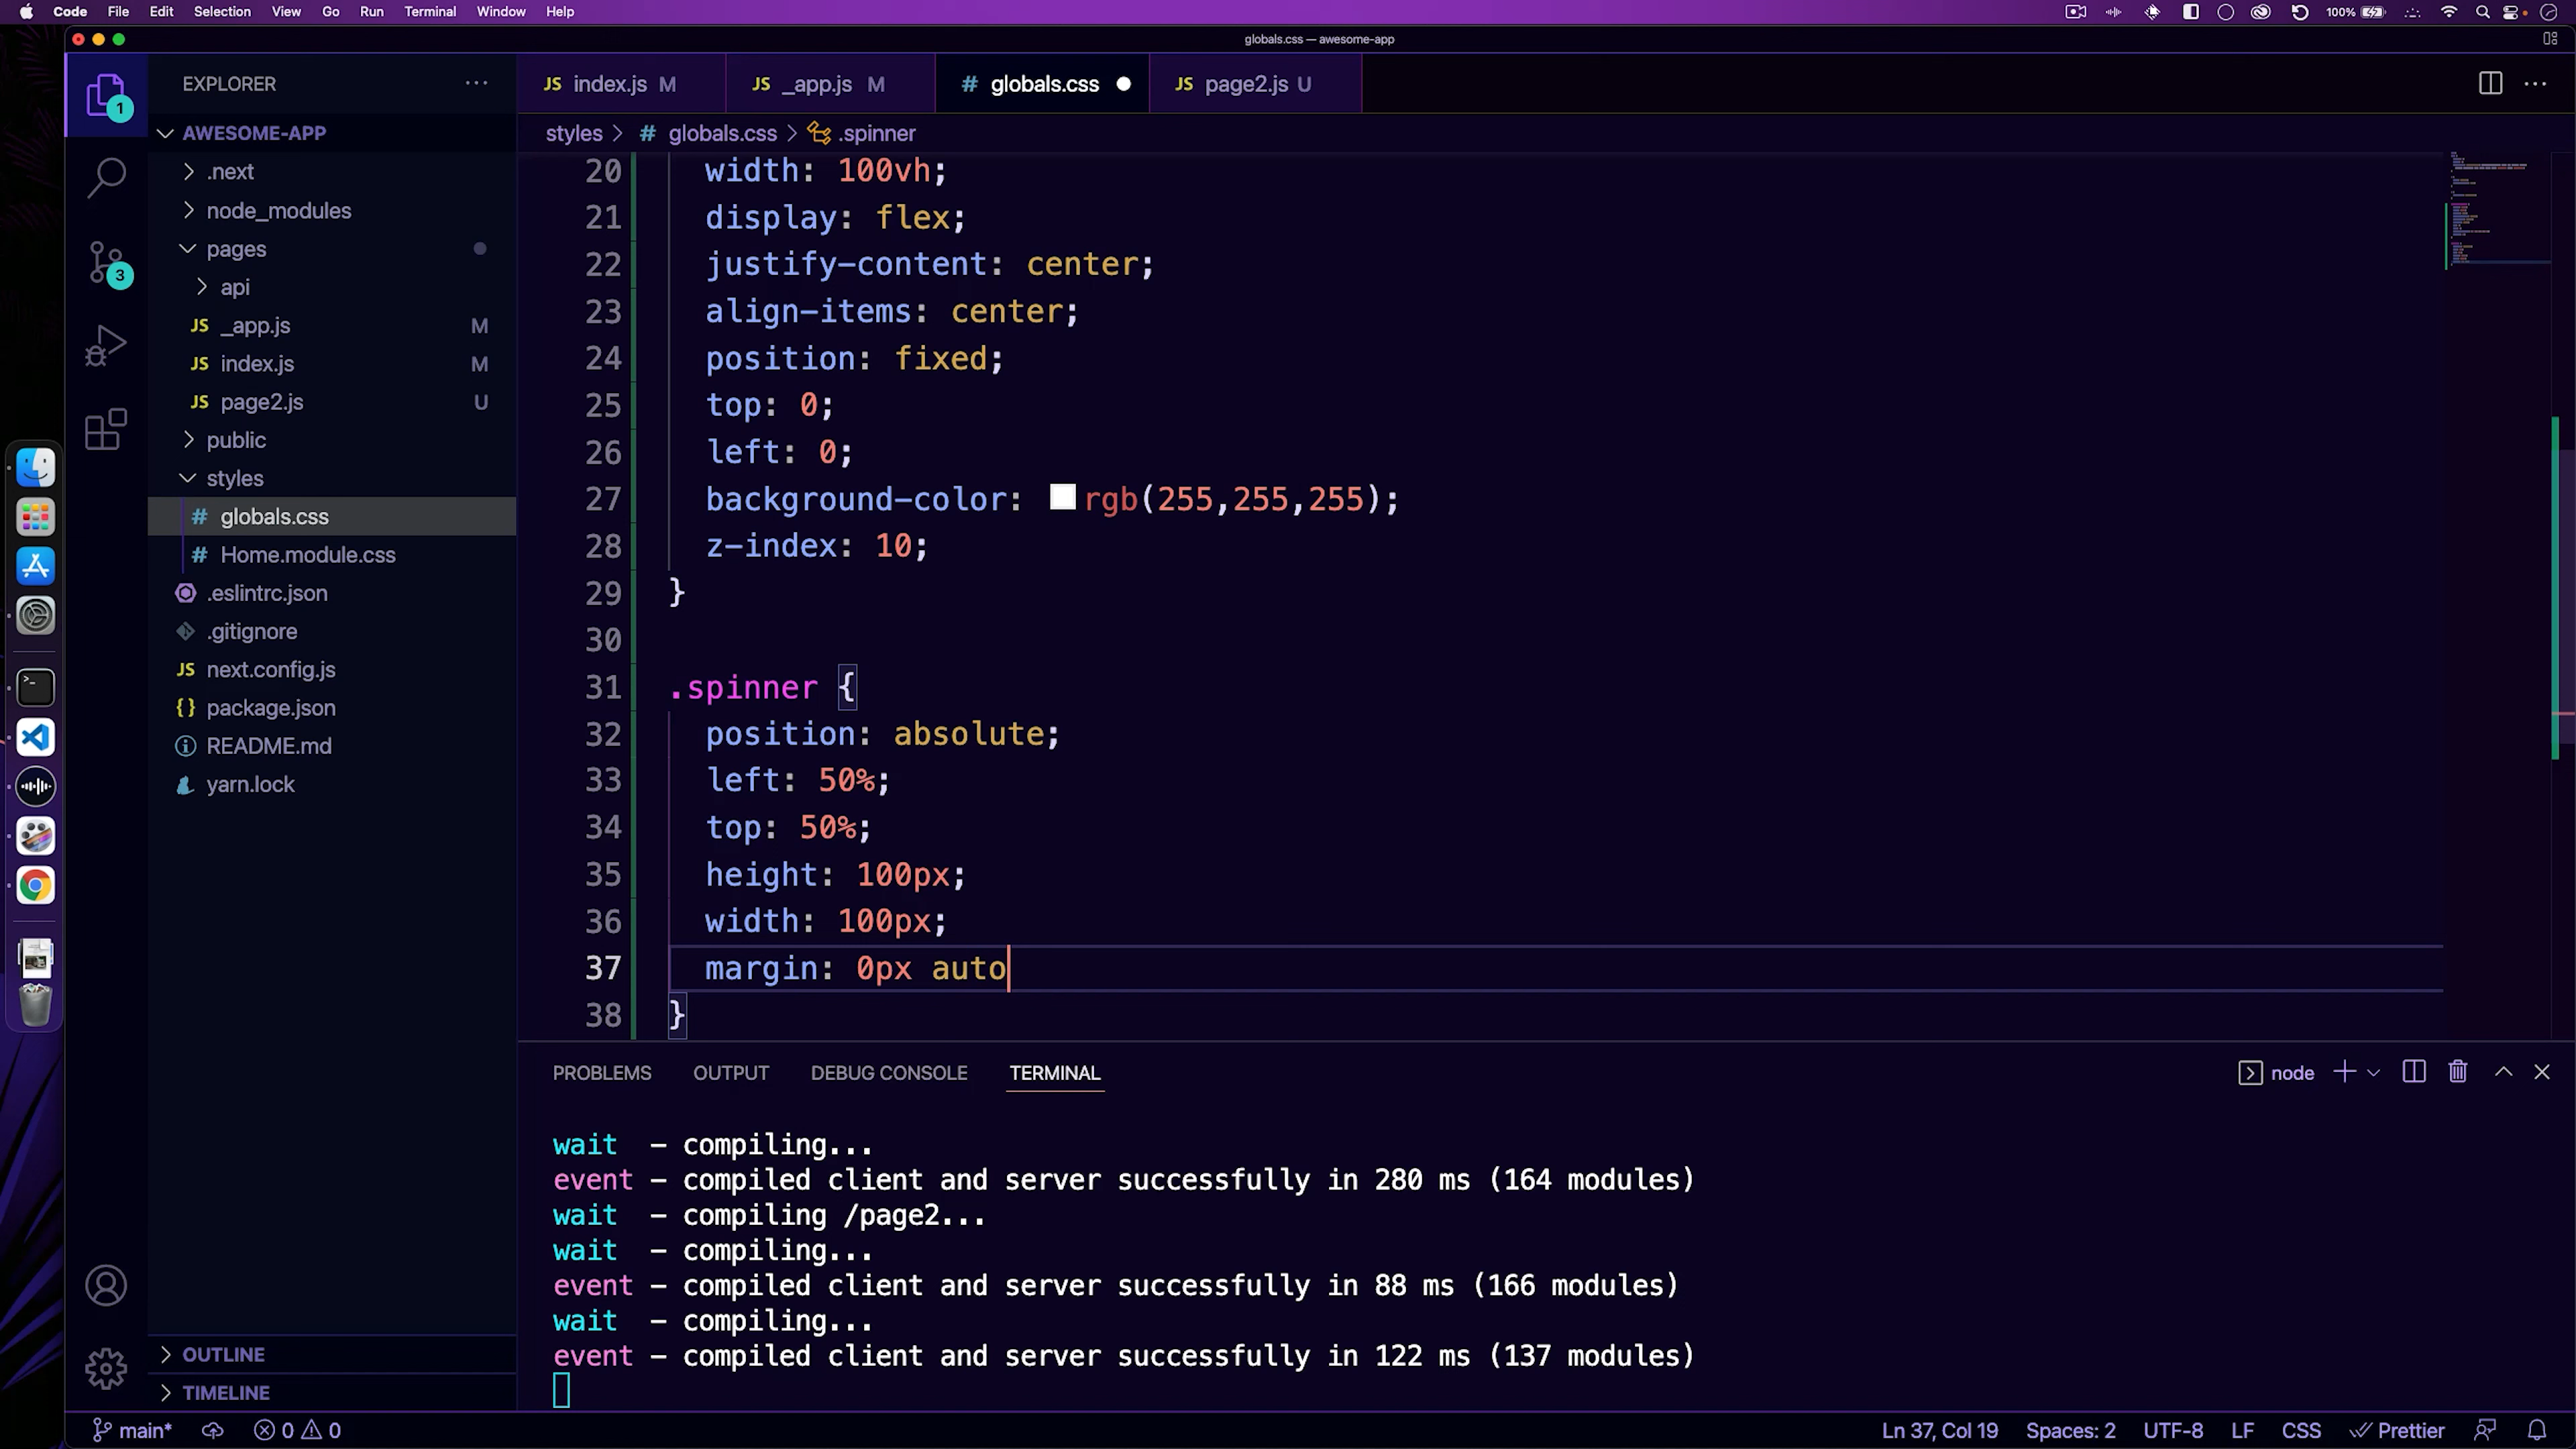 Code File Edit Selection View Go Run Terminal Window Help 100%
globals.css — awesome-app
EXPLORER
index.js M
_app.js M
globals.css
page2.js U
styles > # globals.css > .spinner
1
3
AWESOME-APP
.next
node_modules
pages
api
JS _app.js M
JS index.js M
JS page2.js U
public
styles
# globals.css
# Home.module.css
.eslintrc.json
.gitignore
JS next.config.js
{} package.json
README.md
yarn.lock
OUTLINE
TIMELINE
20 width: 100vh;
21 display: flex;
22 justify-content: center;
23 align-items: center;
24 position: fixed;
25 top: 0;
26 left: 0;
27 background-color: rgb(255,255,255);
28 z-index: 10;
29 }
30
31 .spinner {
32 position: absolute;
33 left: 50%;
34 top: 50%;
35 height: 100px;
36 width: 100px;
37 margin: 0px auto
38 }
PROBLEMS OUTPUT DEBUG CONSOLE TERMINAL node
wait – compiling...
event – compiled client and server successfully in 280 ms (164 modules)
wait – compiling /page2...
wait – compiling...
event – compiled client and server successfully in 88 ms (166 modules)
wait – compiling...
event – compiled client and server successfully in 122 ms (137 modules)
main* 0 0 Ln 37, Col 19 Spaces: 2 UTF-8 LF CSS Prettier